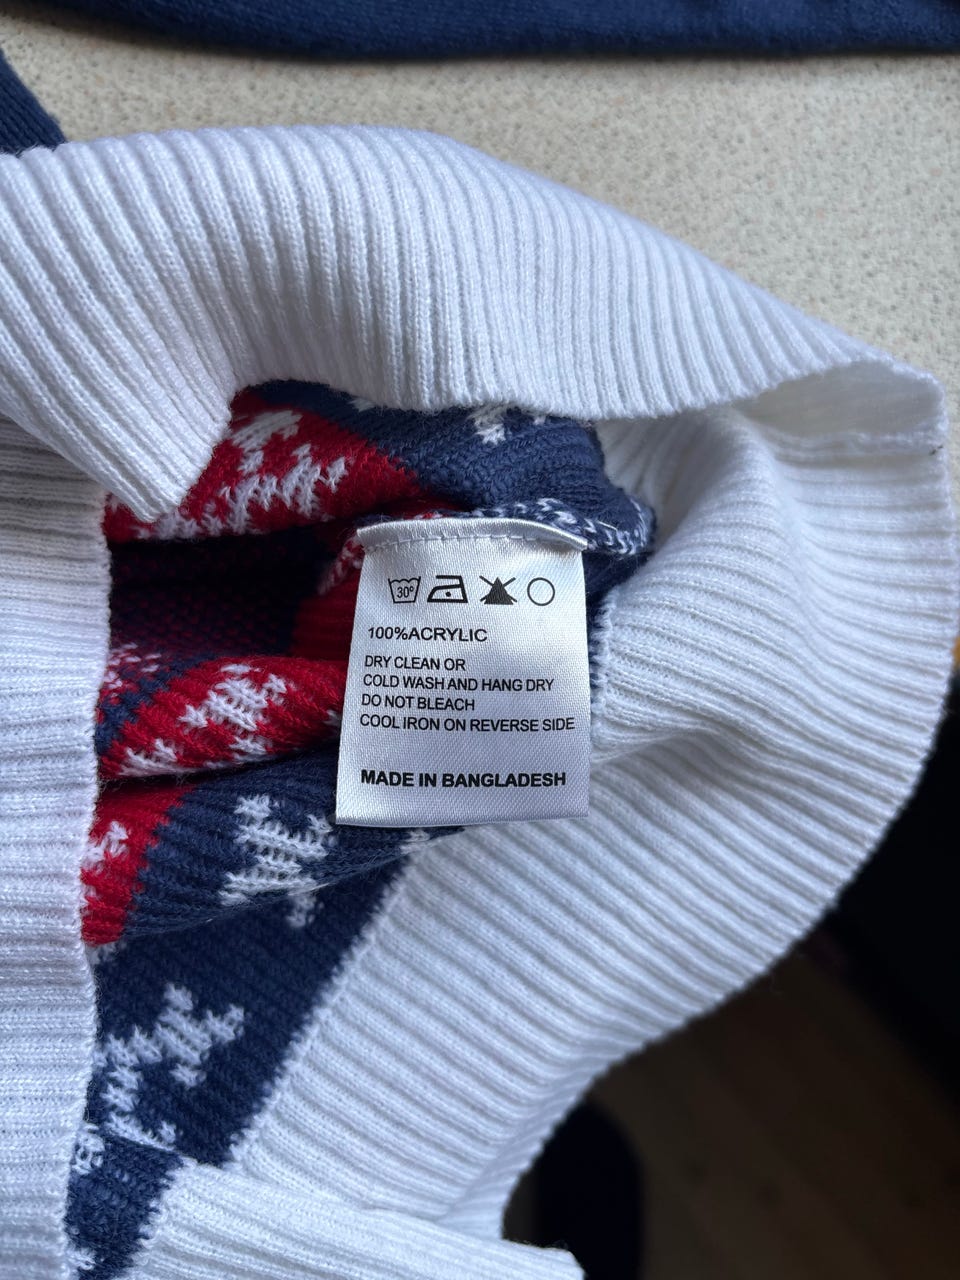 30°
100%ACRYLIC
DRY CLEAN OR
COLD WASH AND HANG DRY
DO NOT BLEACH
COOL IRON ON REVERSE SIDE
MADE IN BANGLADESH